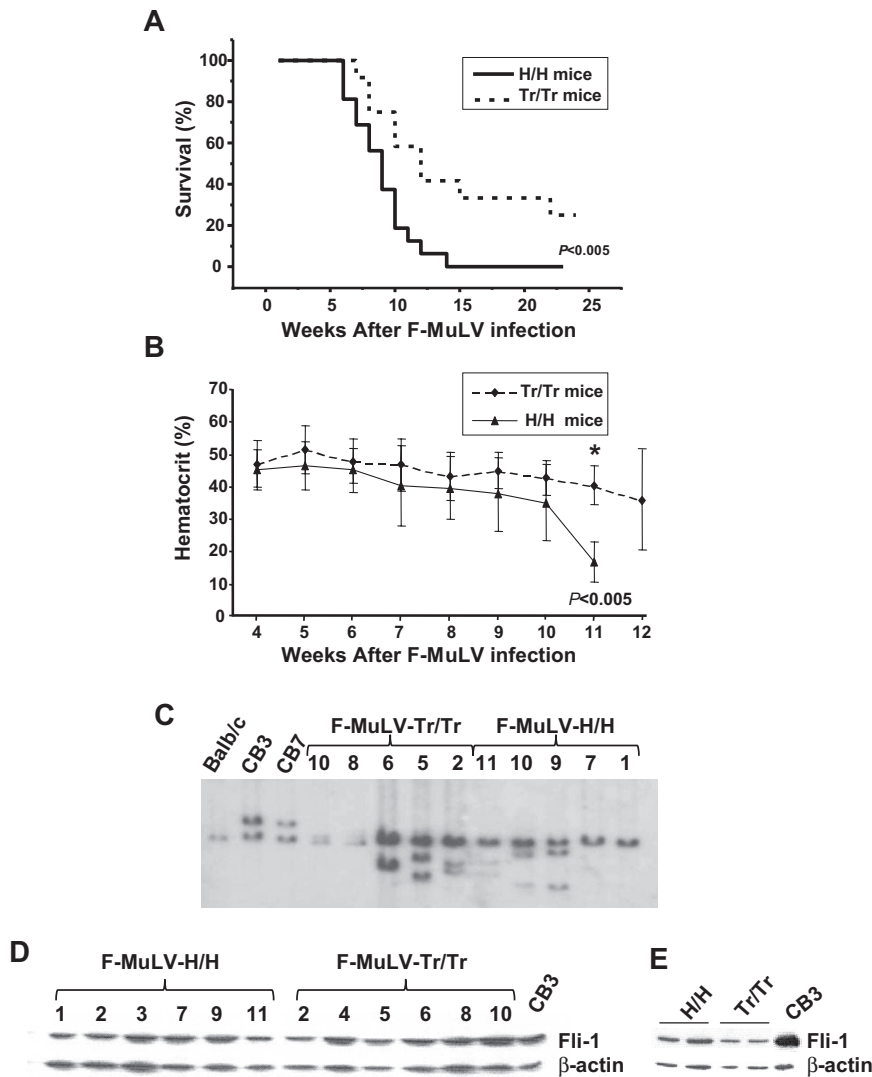 A
Survival (%)
100
80
60
40
20
0
H/H mice
Tr/Tr mice
P<0.005
0 5 10 15 20 25
Weeks After F-MuLV infection
B
Hematocrit (%)
70
60
50
40
30
20
10
0
Tr/Tr mice
H/H mice
*
P<0.005
4 5 6 7 8 9 10 11 12
Weeks After F-MuLV infection
C
Balb/c CB3 CB7
F-MuLV-Tr/Tr F-MuLV-H/H
10 8 6 5 2 11 10 9 7 1
D
F-MuLV-H/H F-MuLV-Tr/Tr CB3
1 2 3 7 9 11 2 4 5 6 8 10
Fli-1
β-actin
E
H/H Tr/Tr CB3
Fli-1
β-actin